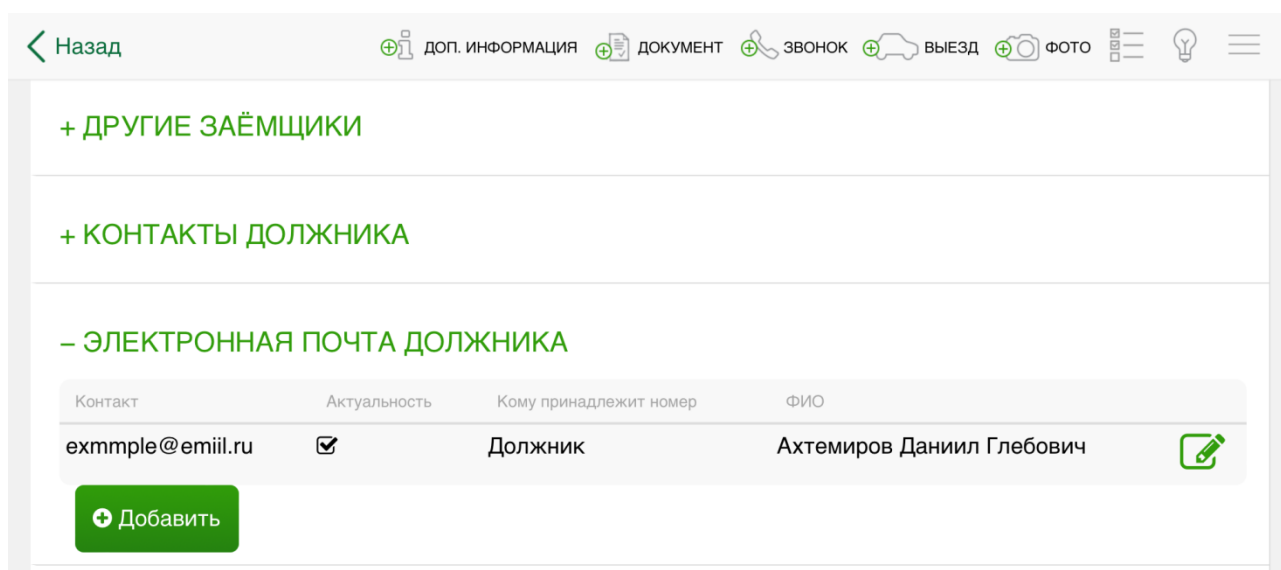 Назад ДОП. ИНФОРМАЦИЯ ДОКУМЕНТ ЗВОНОК ВЫЕЗД ФОТО
+ ДРУГИЕ ЗАЁМЩИКИ
+ КОНТАКТЫ ДОЛЖНИКА
– ЭЛЕКТРОННАЯ ПОЧТА ДОЛЖНИКА
Контакт Актуальность Кому принадлежит номер ФИО
exmmple@emiil.ru Должник Ахтемиров Даниил Глебович
Добавить